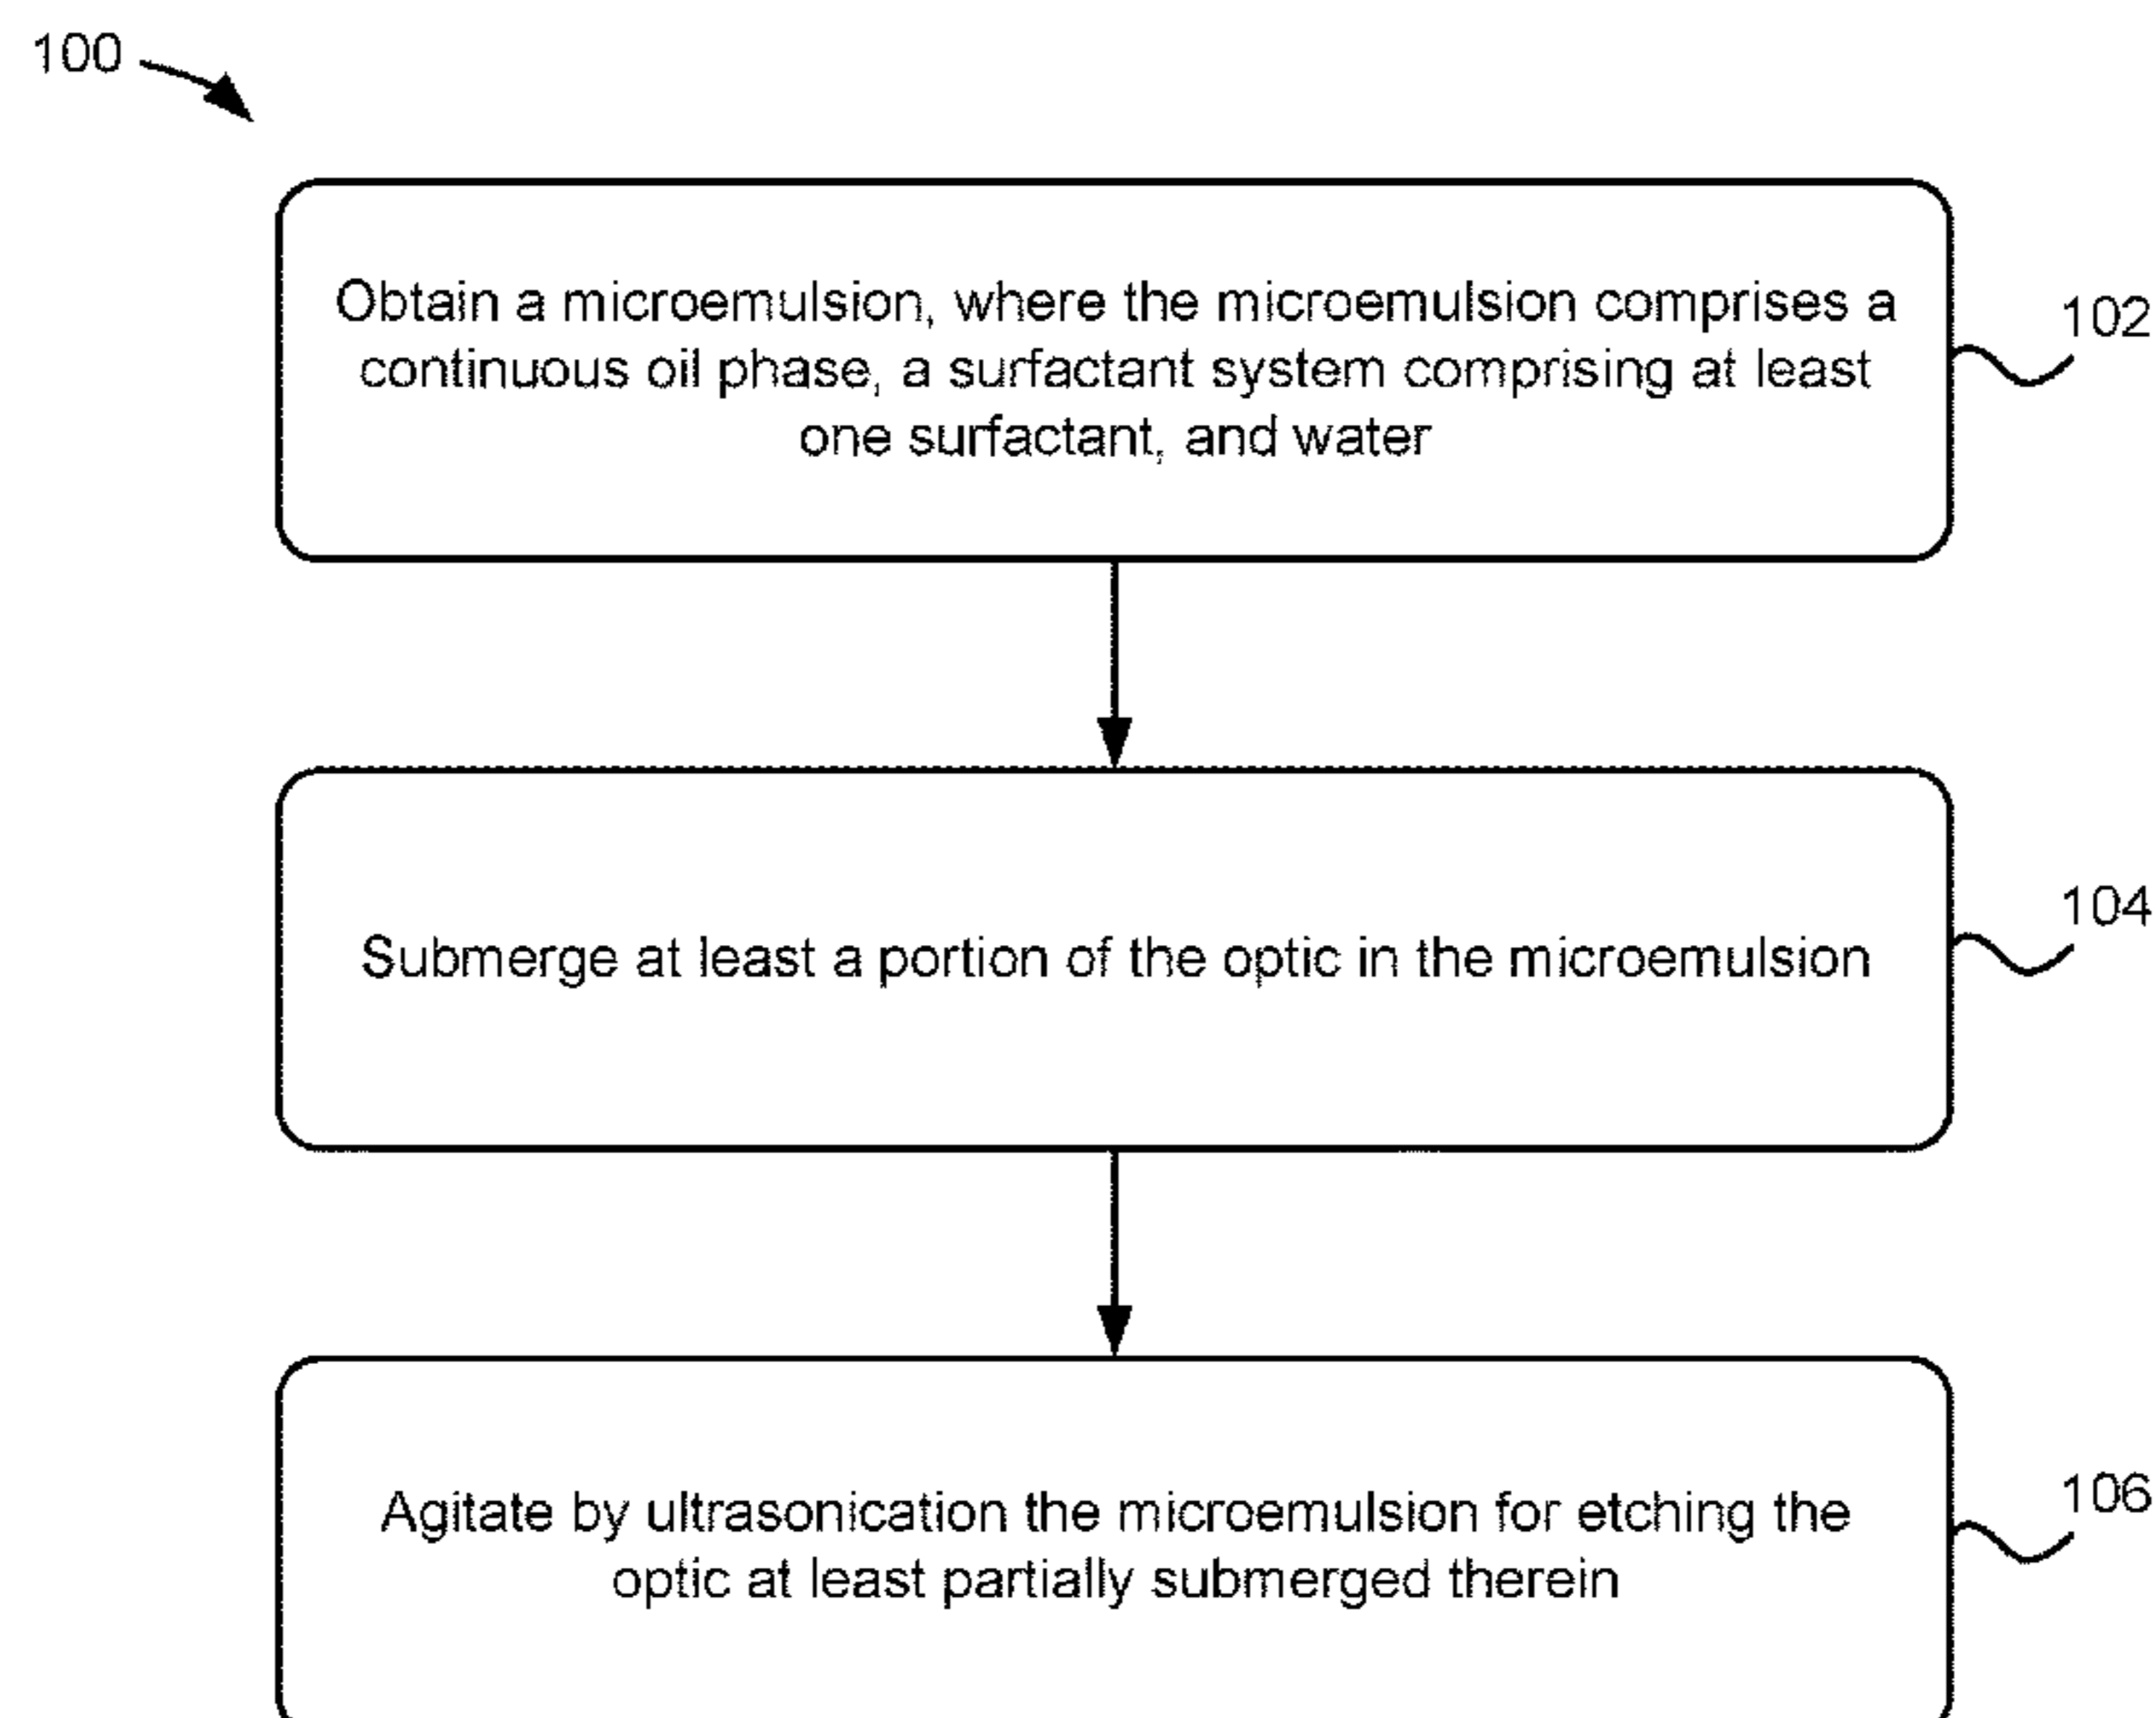 100
Obtain a microemulsion, where the microemulsion comprises a
continuous oil phase, a surfactant system comprising at least
one surfactant, and water
102
Submerge at least a portion of the optic in the microemulsion
104
Agitate by ultrasonication the microemulsion for etching the
optic at least partially submerged therein
106